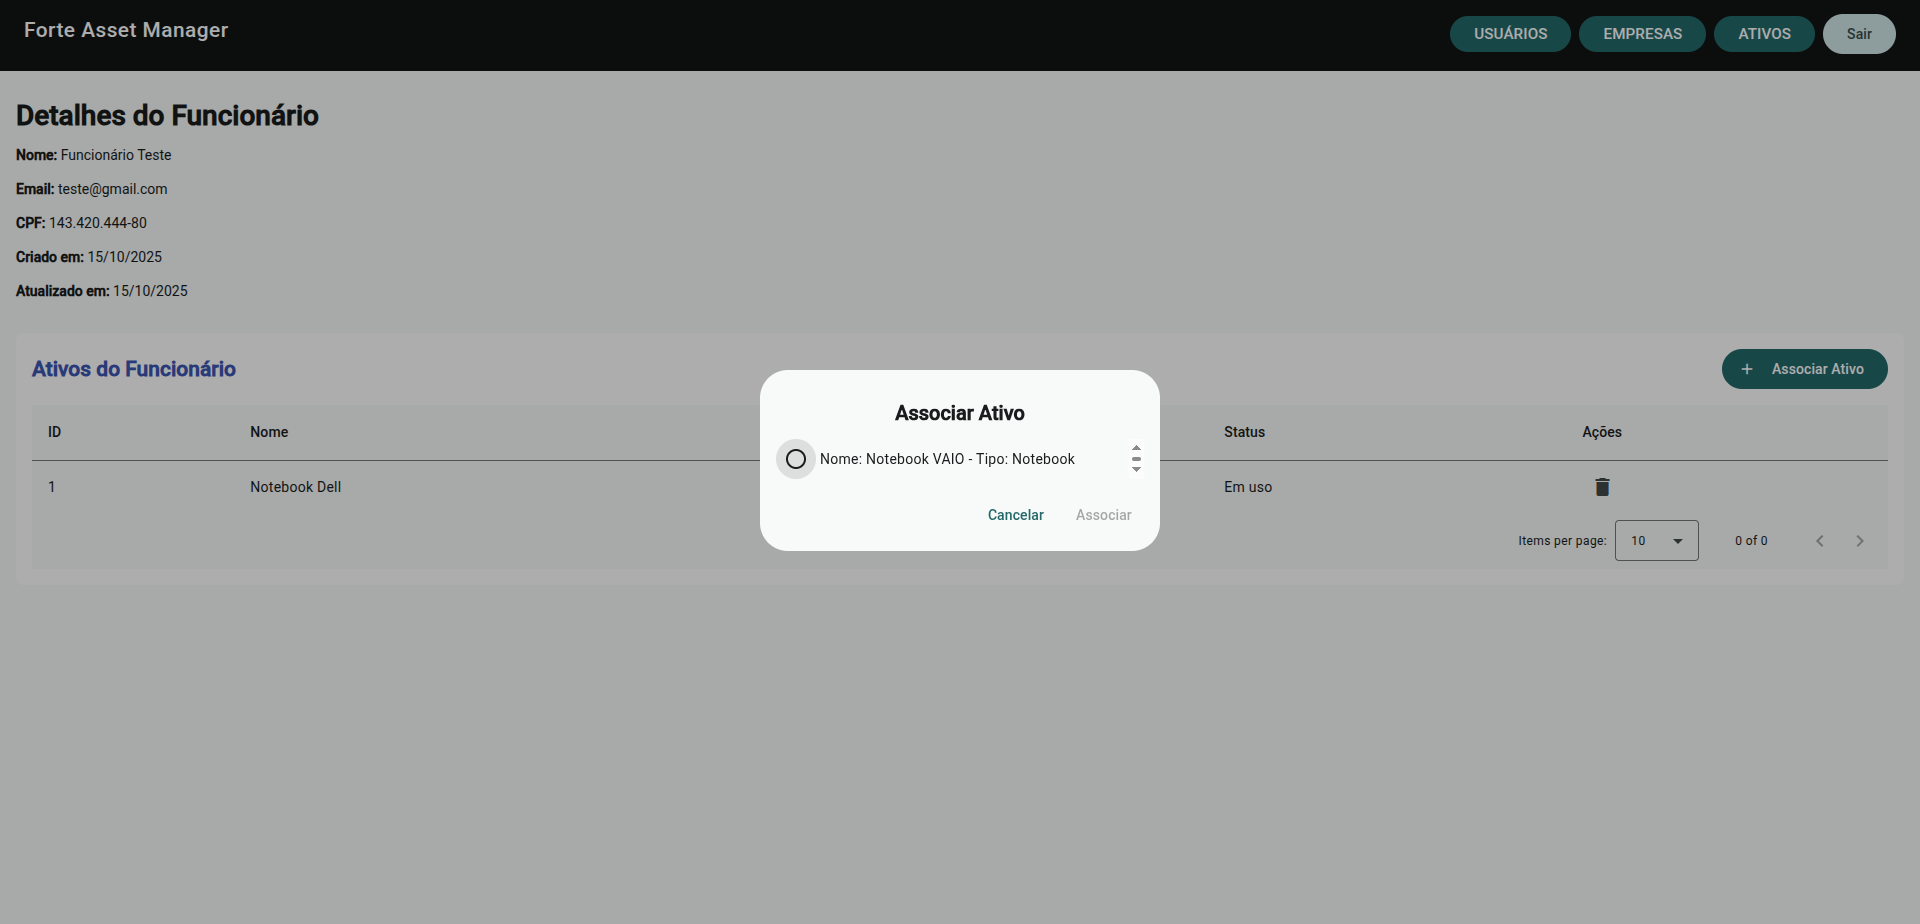 Forte Asset Manager
USUÁRIOS EMPRESAS ATIVOS Sair
Detalhes do Funcionário
Nome: Funcionário Teste
Email: teste@gmail.com
CPF: 143.420.444-80
Criado em: 15/10/2025
Atualizado em: 15/10/2025
Ativos do Funcionário
+ Associar Ativo
ID Nome Status Ações
1 Notebook Dell Em uso
Items per page: 10 0 of 0
Associar Ativo
Nome: Notebook VAIO - Tipo: Notebook
Cancelar Associar